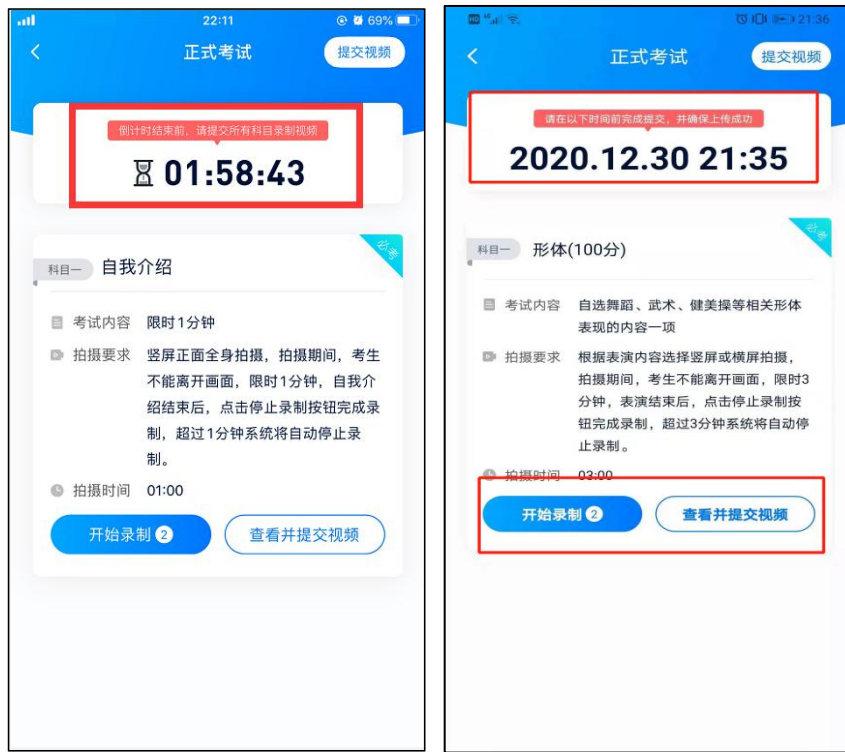 22:11
69%
正式考试
提交视频
倒计时结束前，请提交所有科目录制视频
01:58:43
必考
科目一 自我介绍
考试内容 限时1分钟
拍摄要求 竖屏正面全身拍摄，拍摄期间，考生
不能离开画面，限时1分钟，自我介
绍结束后，点击停止录制按钮完成录
制，超过1分钟系统将自动停止录
制。
拍摄时间 01:00
开始录制 2
查看并提交视频
HD
21:36
正式考试
提交视频
请在以下时间前完成提交，并确保上传成功
2020.12.30 21:35
必考
科目一 形体(100分)
考试内容 自选舞蹈、武术、健美操等相关形体
表现的内容一项
拍摄要求 根据表演内容选择竖屏或横屏拍摄，
拍摄期间，考生不能离开画面，限时3
分钟，表演结束后，点击停止录制按
钮完成录制，超过3分钟系统将自动停
止录制。
拍摄时间 03:00
开始录制 2
查看并提交视频